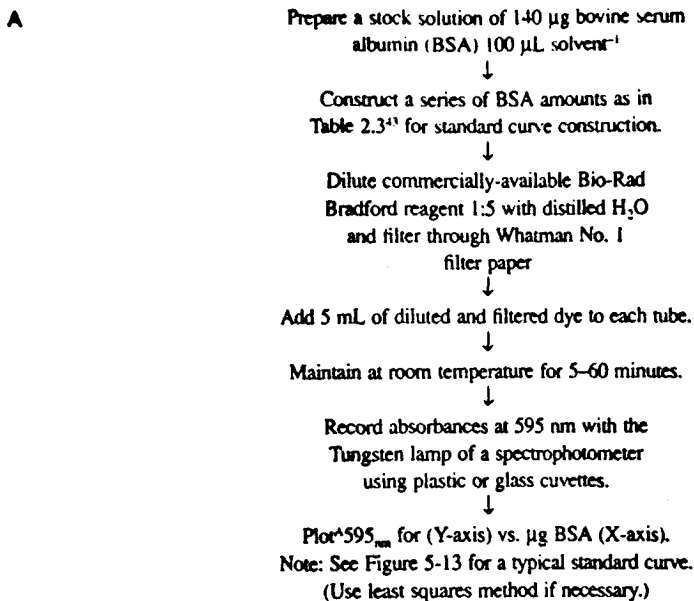 A
Prepare a stock solution of 140 µg bovine serum
albumin (BSA) 100 µL solvent⁻¹
↓
Construct a series of BSA amounts as in
Table 2.3⁴³ for standard curve construction.
↓
Dilute commercially-available Bio-Rad
Bradford reagent 1:5 with distilled H₂O
and filter through Whatman No. 1
filter paper
↓
Add 5 mL of diluted and filtered dye to each tube.
↓
Maintain at room temperature for 5–60 minutes.
↓
Record absorbances at 595 nm with the
Tungsten lamp of a spectrophotometer
using plastic or glass cuvettes.
↓
Plot ᴬ595ₙₘ for (Y-axis) vs. µg BSA (X-axis).
Note: See Figure 5-13 for a typical standard curve.
(Use least squares method if necessary.)